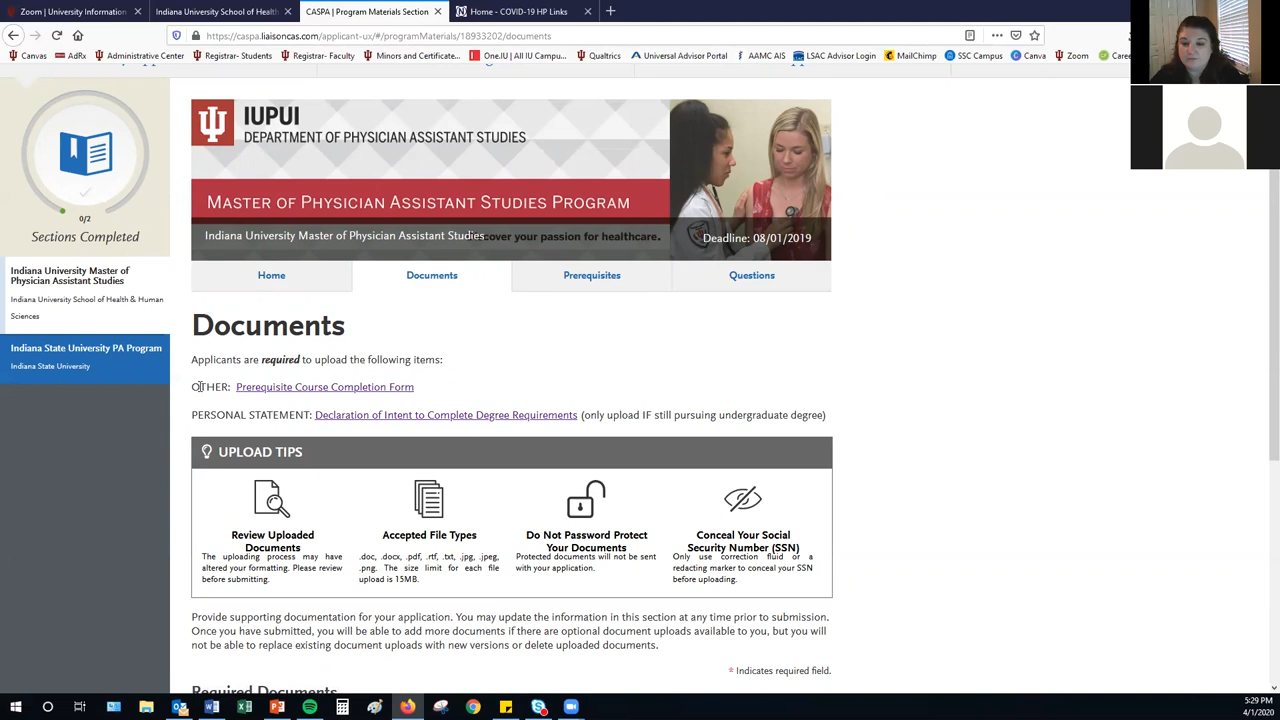 Zoom | University Information
Indiana University School of Health
CASPA | Program Materials Section
Home - COVID-19 HP Links
https://caspa.liaisoncas.com/applicant-ux/#/programMaterials/18933202/documents
Canvas
AdRx
Administrative Center
Registrar- Students
Registrar- Faculty
Minors and Certificate...
One.IU | All IU Campu...
Qualtrics
Universal Advisor Portal
AAMC AIS
LSAC Advisor Login
MailChimp
SSC Campus
Canva
Zoom
0/2
Sections Completed
Indiana University Master of
Physician Assistant Studies
Indiana University School of Health & Human
Sciences
Indiana State University PA Program
Indiana State University
IUPUI
DEPARTMENT OF PHYSICIAN ASSISTANT STUDIES
MASTER OF PHYSICIAN ASSISTANT STUDIES PROGRAM
Indiana University Master of Physician Assistant Studies
your passion for healthcare.
Deadline: 08/01/2019
Home
Documents
Prerequisites
Questions
Documents
Applicants are required to upload the following items:
OTHER: Prerequisite Course Completion Form
PERSONAL STATEMENT: Declaration of Intent to Complete Degree Requirements (only upload IF still pursuing undergraduate degree)
UPLOAD TIPS
Review Uploaded
Documents
The uploading process may have
altered your formatting. Please review
before submitting.
Accepted File Types
.doc, .docx, .pdf, .rtf, .txt, .jpg, .jpeg,
.png. The size limit for each file
upload is 15MB.
Do Not Password Protect
Your Documents
Protected documents will not be sent
with your application.
Conceal Your Social
Security Number (SSN)
Only use correction fluid or a
redacting marker to conceal your SSN
before uploading.
Provide supporting documentation for your application. You may update the information in this section at any time prior to submission.
Once you have submitted, you will be able to add more documents if there are optional document uploads available to you, but you will
not be able to replace existing document uploads with new versions or delete uploaded documents.
* Indicates required field.
Required Documents
5:29 PM
4/1/2020